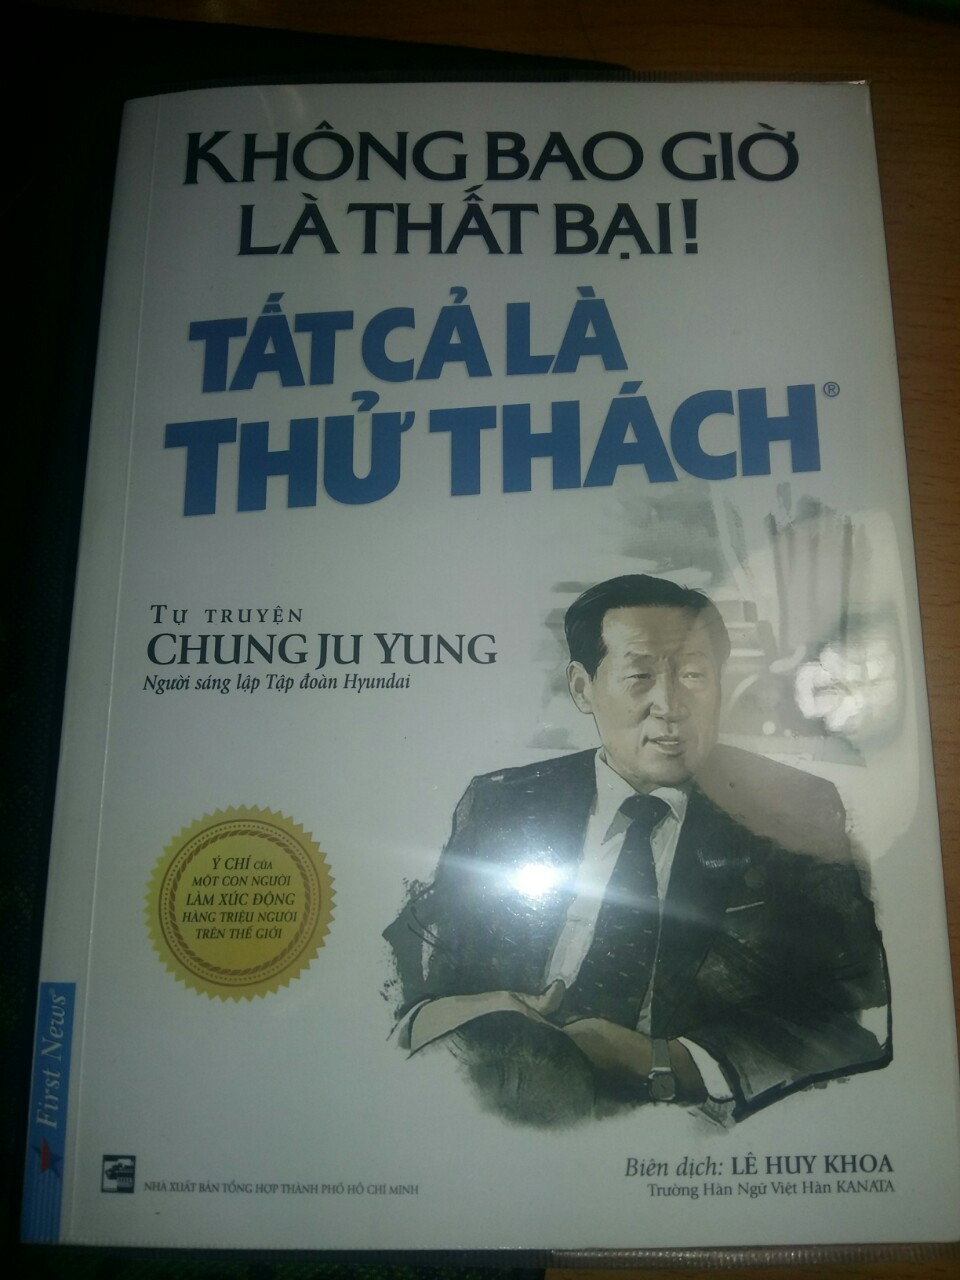 KHÔNG BAO GIỜ
LÀ THẤT BẠI!
TẤT CẢ LÀ
THỬ THÁCH®
TỰ TRUYỆN
CHUNG JU YUNG
Người sáng lập Tập đoàn Hyundai
Ý CHÍ CỦA
MỘT CON NGƯỜI
LÀM XÚC ĐỘNG
HÀNG TRIỆU NGƯỜI
TRÊN THẾ GIỚI
First News®
NHÀ XUẤT BẢN TỔNG HỢP THÀNH PHỐ HỒ CHÍ MINH
Biên dịch: LÊ HUY KHOA
Trường Hàn Ngữ Việt Hàn KANATA